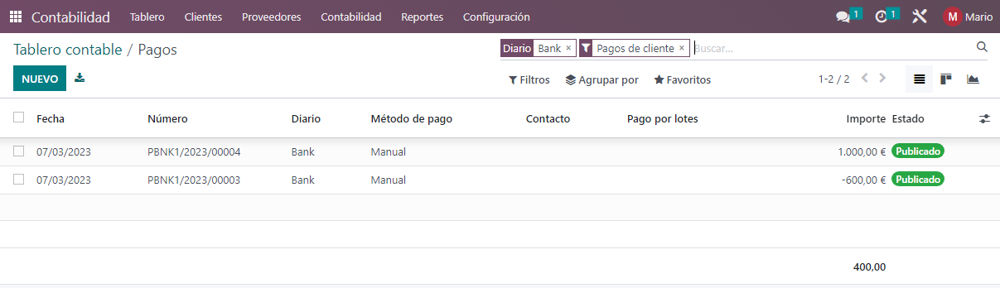 Contabilidad Tablero Clientes Proveedores Contabilidad Reportes Configuración 1 1 M Mario
Tablero contable / Pagos
Diario Bank × Pagos de cliente × Buscar...
NUEVO
Filtros Agrupar por Favoritos 1-2 / 2
Fecha Número Diario Método de pago Contacto Pago por lotes Importe Estado
07/03/2023 PBNK1/2023/00004 Bank Manual 1.000,00 € Publicado
07/03/2023 PBNK1/2023/00003 Bank Manual -600,00 € Publicado
400,00